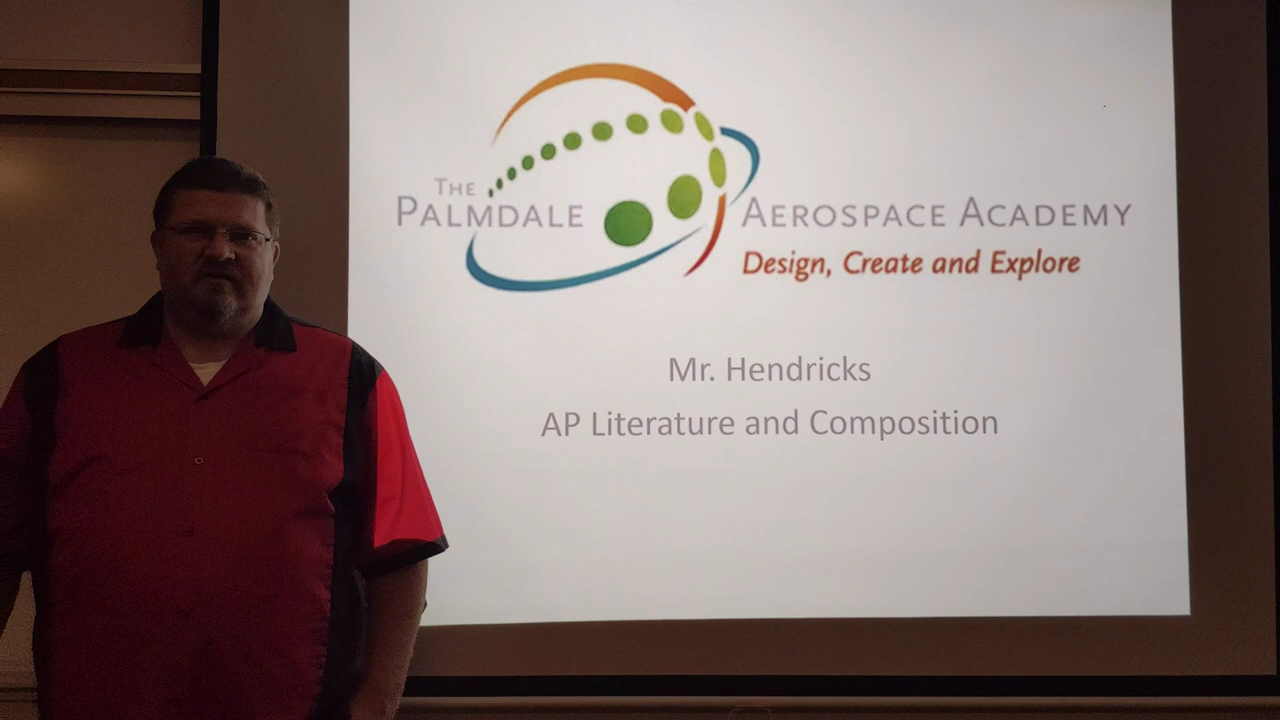 THE
PALMDALE AEROSPACE ACADEMY
Design, Create and Explore
Mr. Hendricks
AP Literature and Composition